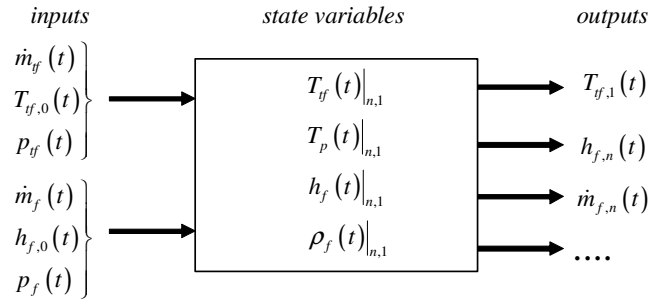 inputs state variables outputs
ṁ_tf(t)
T_tf,0(t)
p_tf(t)
ṁ_f(t)
h_f,0(t)
p_f(t)
T_tf(t)|_n,1
T_p(t)|_n,1
h_f(t)|_n,1
ρ_f(t)|_n,1
T_tf,1(t)
h_f,n(t)
ṁ_f,n(t)
....